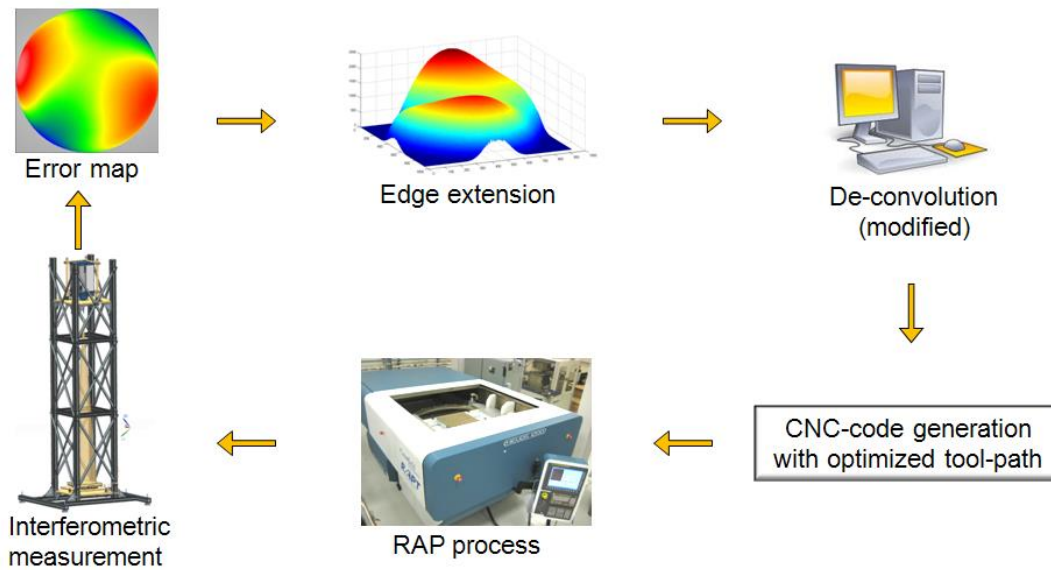 Error map
Edge extension
De-convolution
(modified)
CNC-code generation
with optimized tool-path
RAP process
Interferometric
measurement